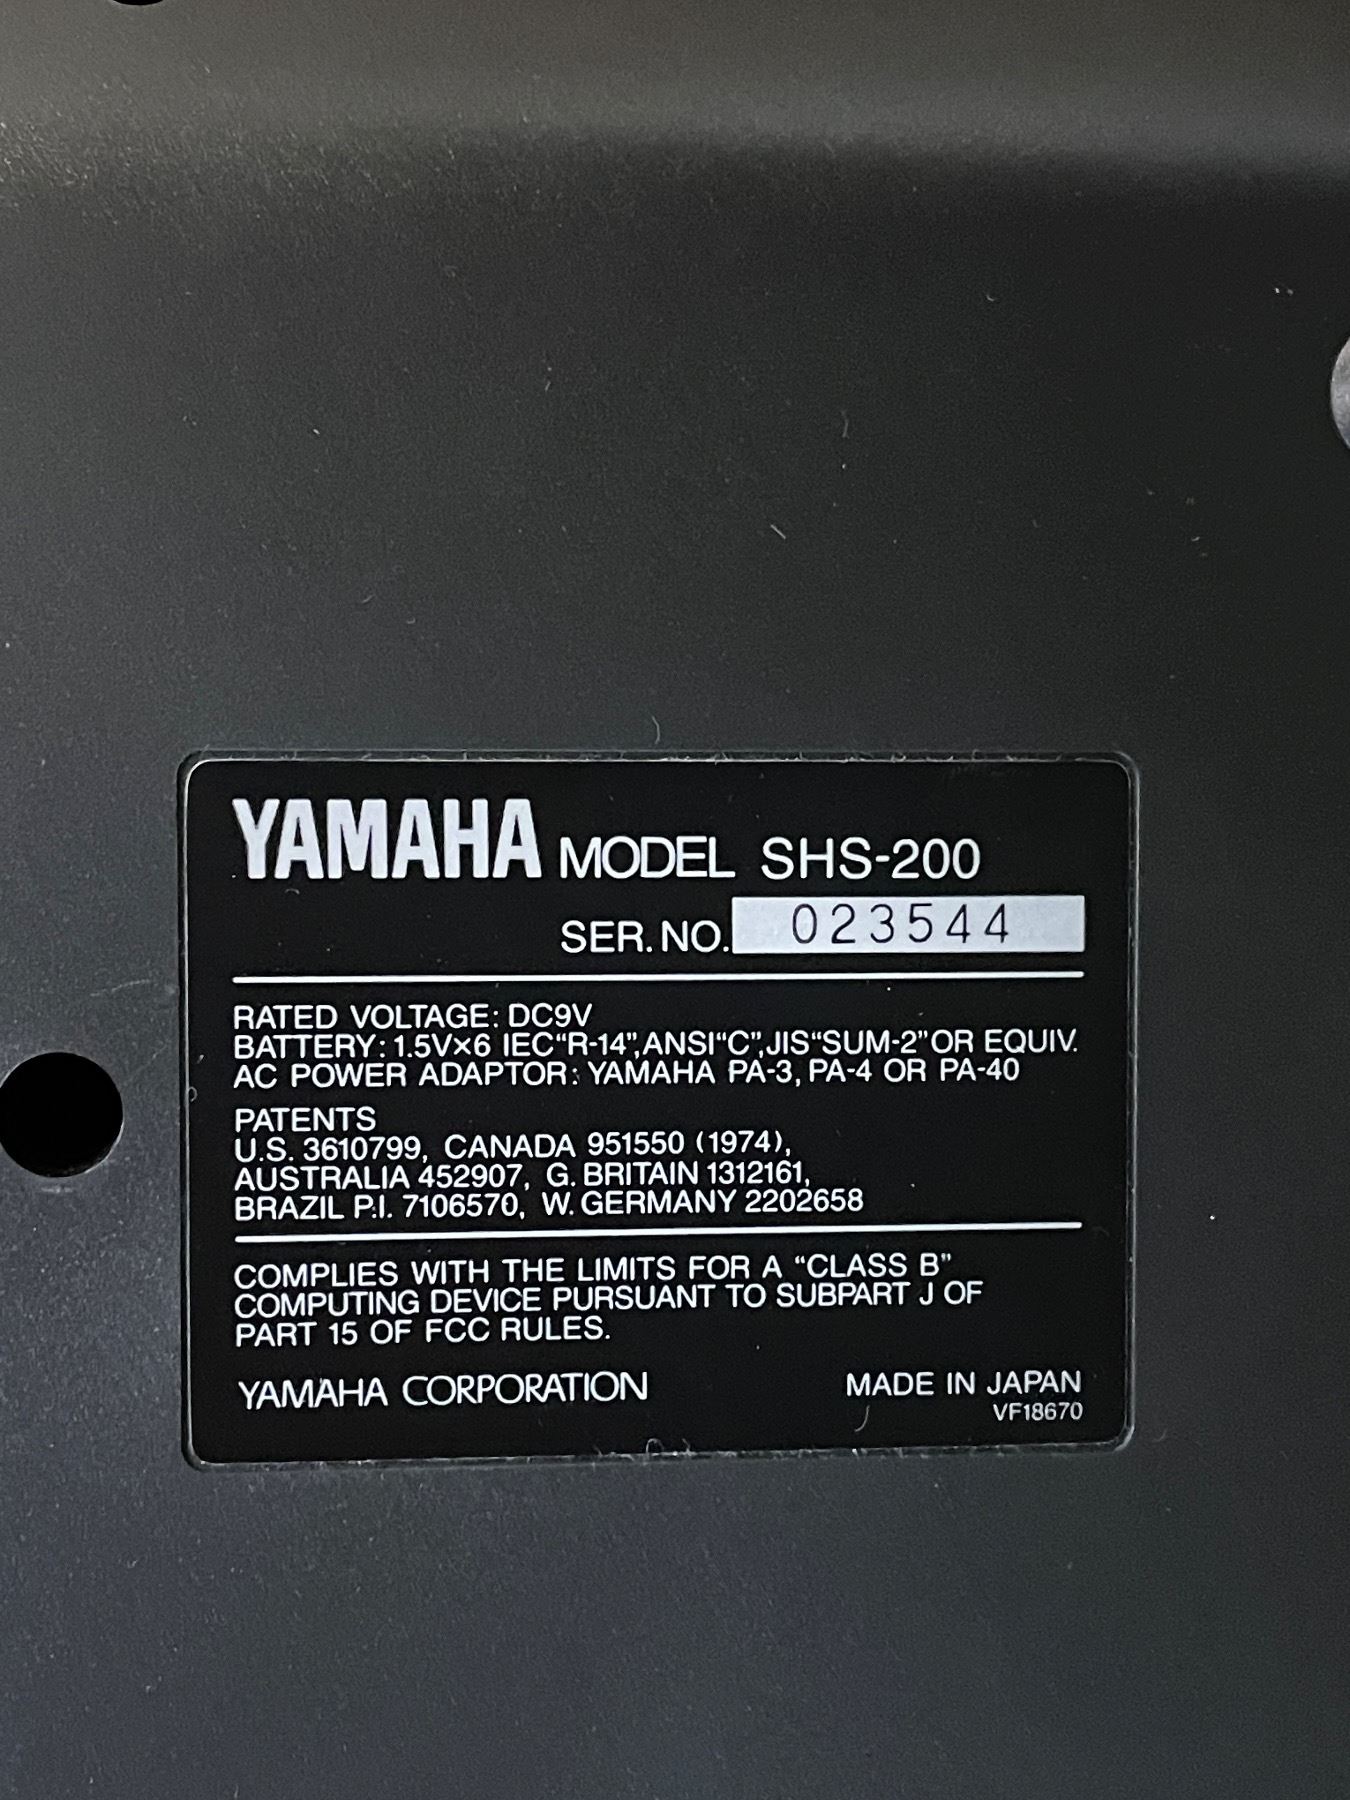 YAMAHA MODEL SHS-200
SER. NO. 023544
RATED VOLTAGE: DC9V
BATTERY: 1.5V×6 IEC“R-14”, ANSI“C”, JIS“SUM-2” OR EQUIV.
AC POWER ADAPTOR: YAMAHA PA-3, PA-4 OR PA-40
PATENTS
U.S. 3610799, CANADA 951550 (1974),
AUSTRALIA 452907, G. BRITAIN 1312161,
BRAZIL P.I. 7106570, W. GERMANY 2202658
COMPLIES WITH THE LIMITS FOR A “CLASS B”
COMPUTING DEVICE PURSUANT TO SUBPART J OF
PART 15 OF FCC RULES.
YAMAHA CORPORATION MADE IN JAPAN
VF18670